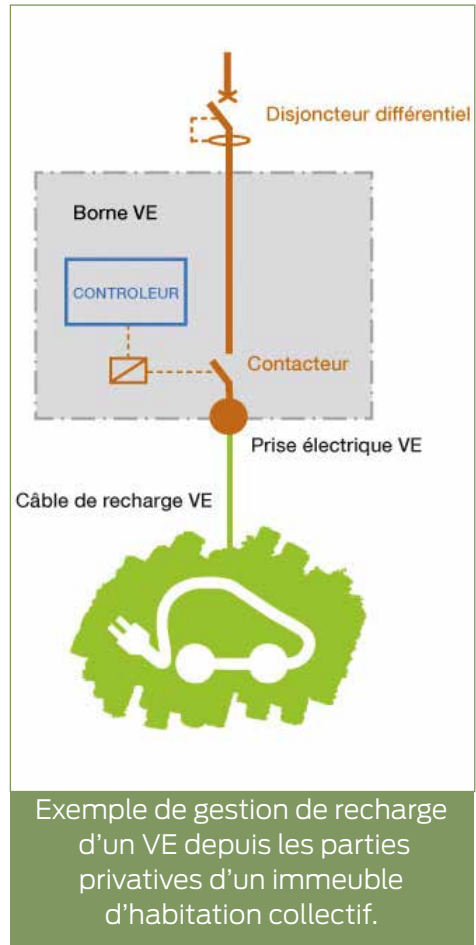 Disjoncteur différentiel
Borne VE
CONTROLEUR
Contacteur
Prise électrique VE
Câble de recharge VE
Exemple de gestion de recharge
d'un VE depuis les parties
privatives d'un immeuble
d'habitation collectif.